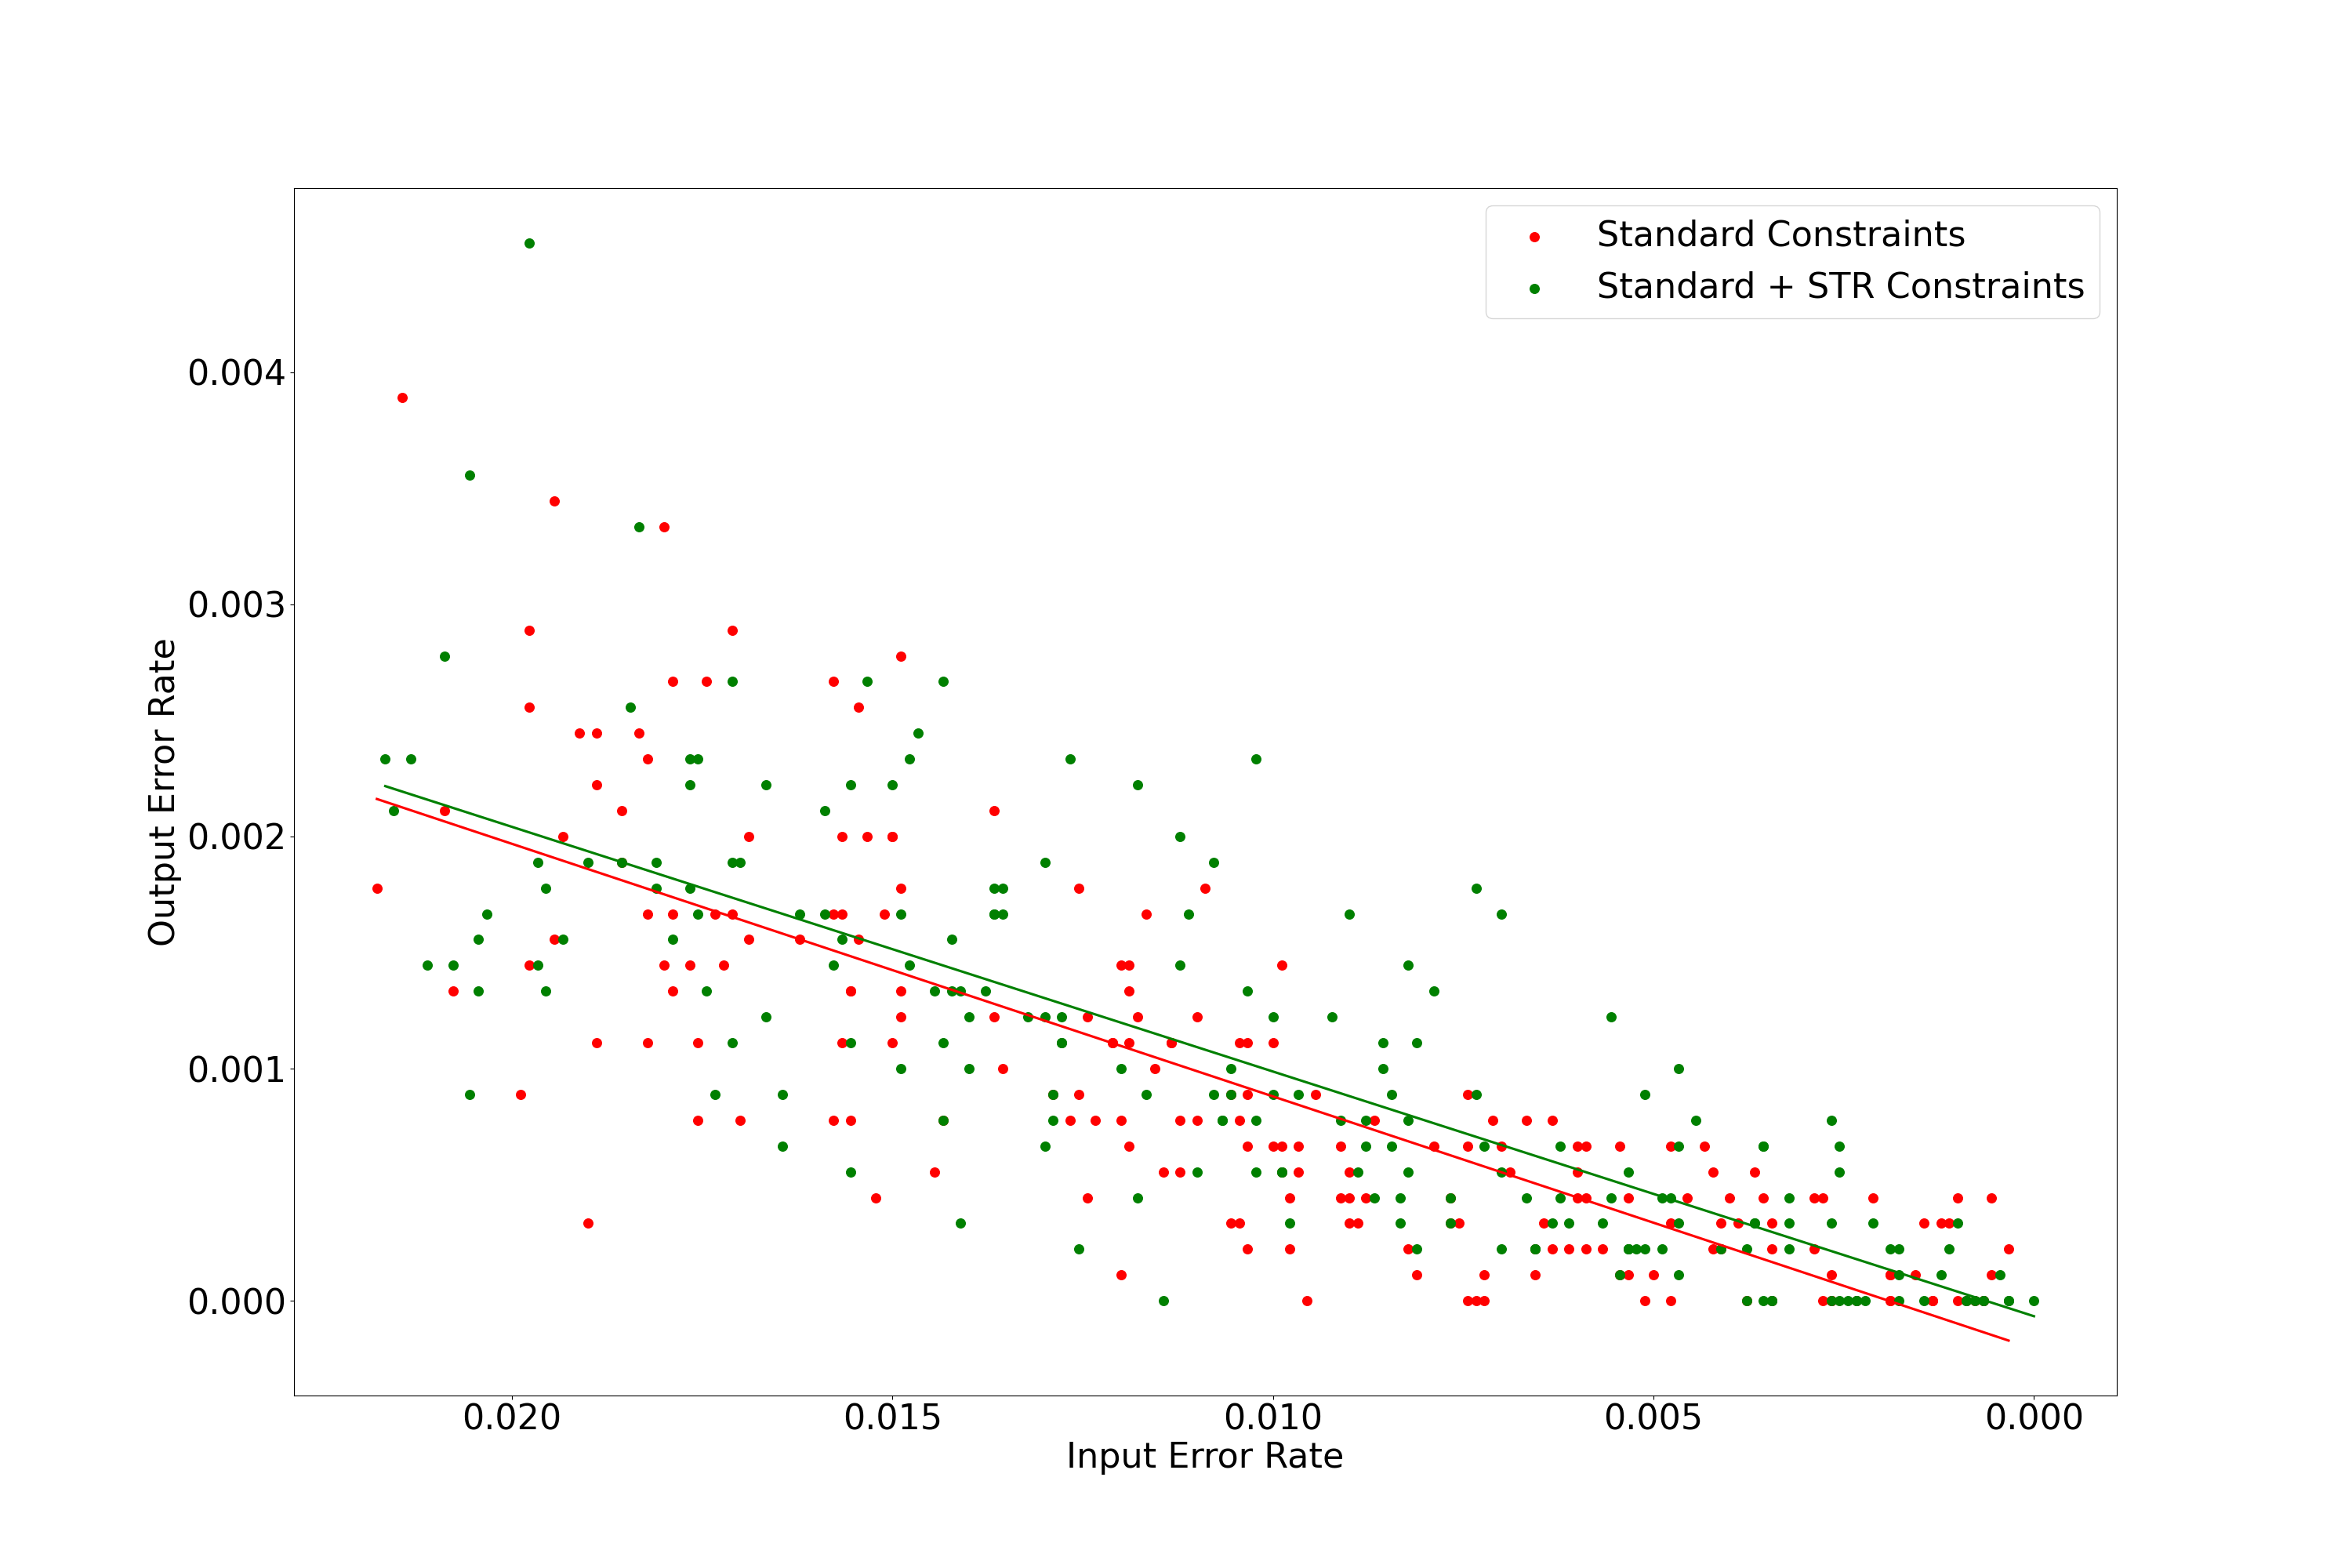 Standard Constraints
Standard + STR Constraints
0.004
0.003
0.002
0.001
0.000
Output Error Rate
0.020 0.015 0.010 0.005 0.000
Input Error Rate